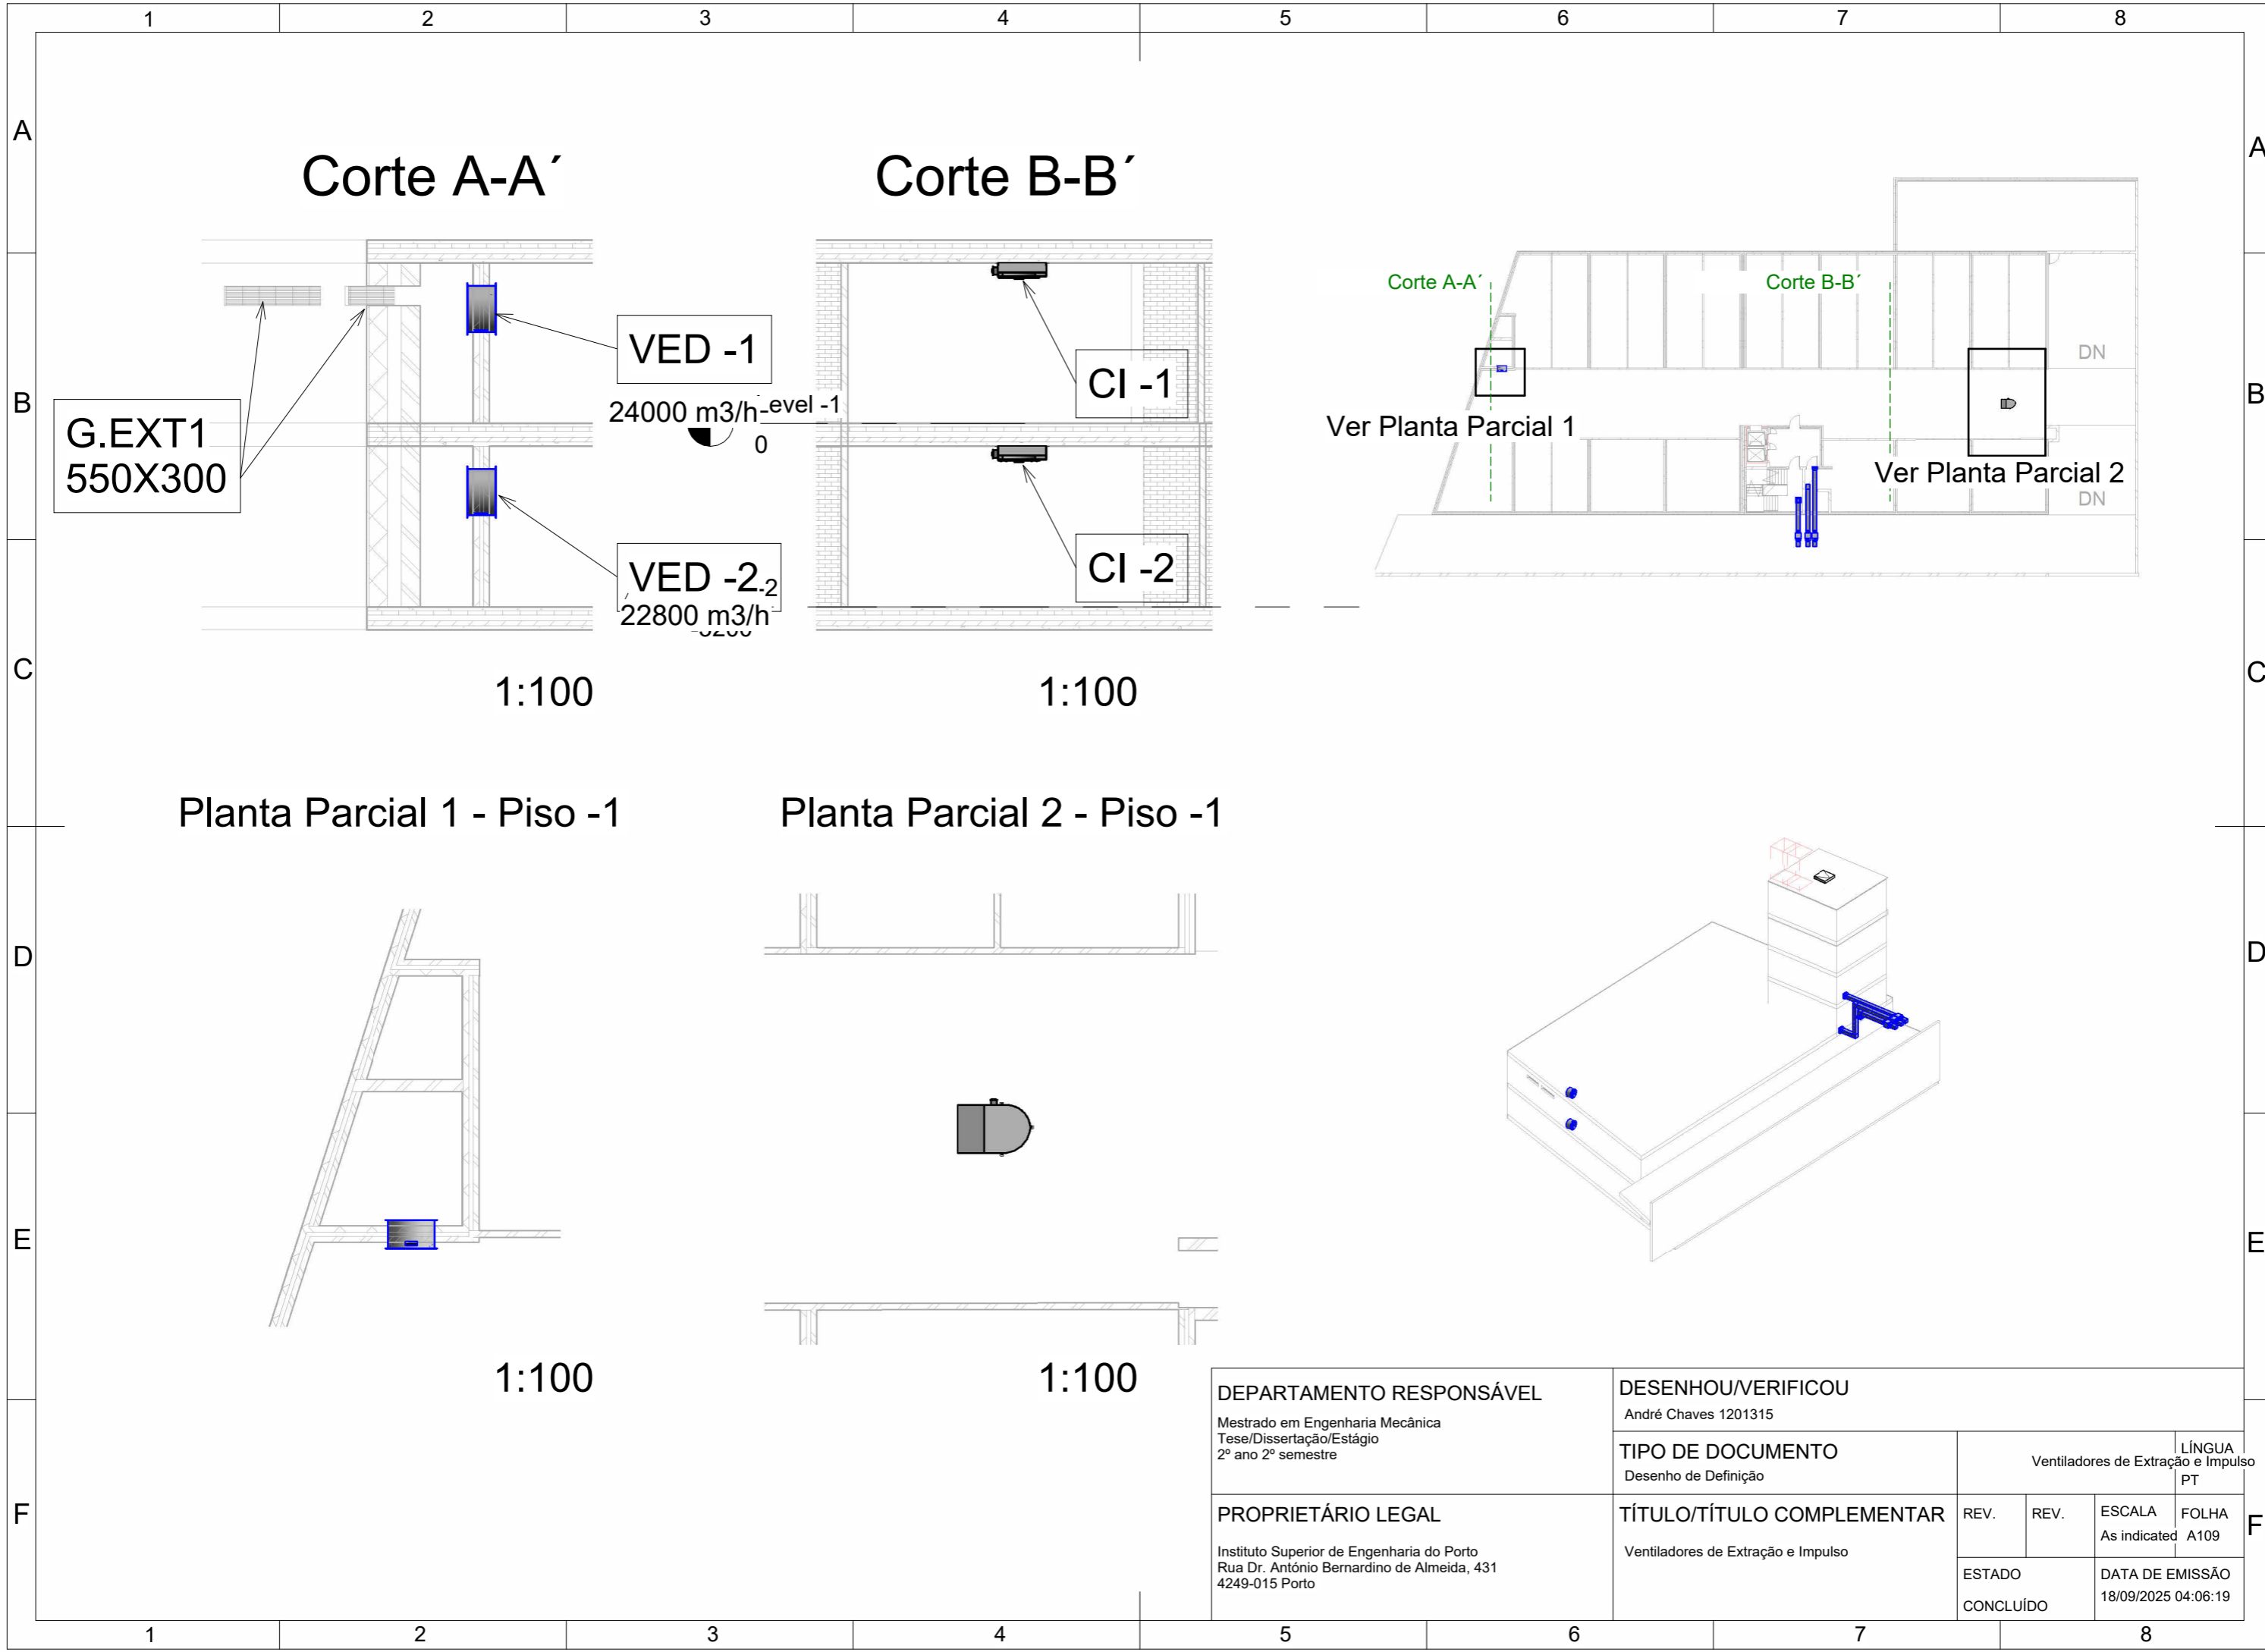 1 2 3 4 5 6 7 8
A A
Corte A-A´
Corte B-B´
VED -1
24000 m3/h
evel -1
0
CI -1
G.EXT1
550X300
VED -2
-2
22800 m3/h
CI -2
1:100
1:100
Corte A-A´
Corte B-B´
DN
Ver Planta Parcial 1
Ver Planta Parcial 2
DN
B B
C C
Planta Parcial 1 - Piso -1
Planta Parcial 2 - Piso -1
D D
E E
1:100
1:100
DEPARTAMENTO RESPONSÁVEL
Mestrado em Engenharia Mecânica
Tese/Dissertação/Estágio
2º ano 2º semestre
DESENHOU/VERIFICOU
André Chaves 1201315
TIPO DE DOCUMENTO
Desenho de Definição
Ventiladores de Extração e Impulso
LÍNGUA
PT
PROPRIETÁRIO LEGAL
Instituto Superior de Engenharia do Porto
Rua Dr. António Bernardino de Almeida, 431
4249-015 Porto
TÍTULO/TÍTULO COMPLEMENTAR
Ventiladores de Extração e Impulso
REV.
REV.
ESCALA
As indicated
FOLHA
A109
ESTADO
CONCLUÍDO
DATA DE EMISSÃO
18/09/2025 04:06:19
F F
1 2 3 4 5 6 7 8